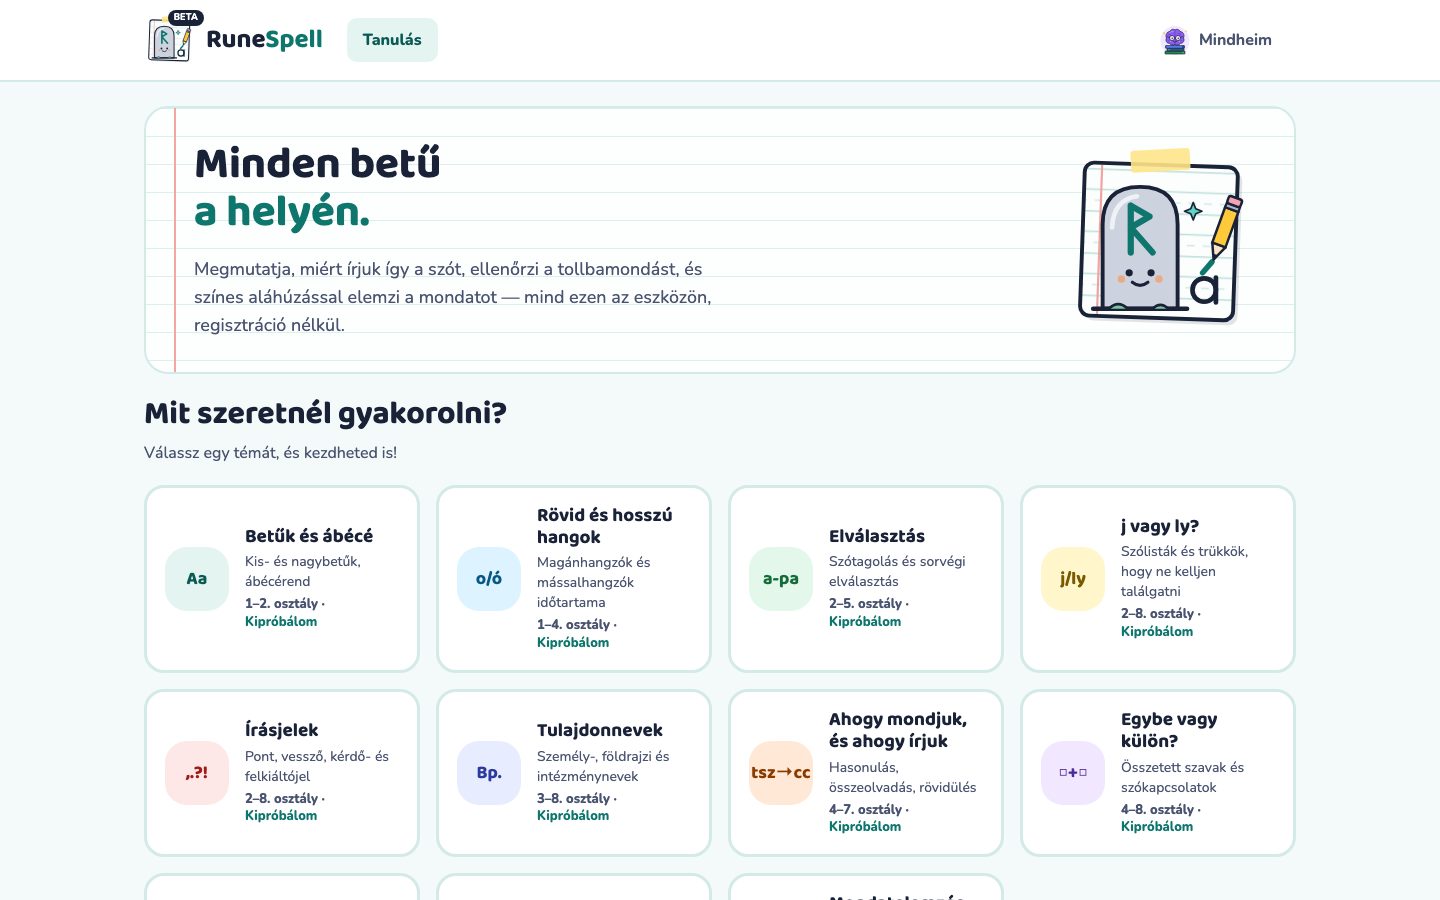 BETA
RuneSpell
Tanulás
Mindheim
Minden betű
a helyén.
Megmutatja, miért írjuk így a szót, ellenőrzi a tollbamondást, és
színes aláhúzással elemzi a mondatot — mind ezen az eszközön,
regisztráció nélkül.
a
Mit szeretnél gyakorolni?
Válassz egy témát, és kezdheted is!
Aa
Betűk és ábécé
Kis- és nagybetűk,
ábécérend
1–2. osztály ·
Kipróbálom
o/ó
Rövid és hosszú
hangok
Magánhangzók és
mássalhangzók
időtartama
1–4. osztály ·
Kipróbálom
a-pa
Elválasztás
Szótagolás és sorvégi
elválasztás
2–5. osztály ·
Kipróbálom
j/ly
j vagy ly?
Szólisták és trükkök,
hogy ne kelljen
találgatni
2–8. osztály ·
Kipróbálom
,.?!
Írásjelek
Pont, vessző, kérdő- és
felkiáltójel
2–8. osztály ·
Kipróbálom
Bp.
Tulajdonnevek
Személy-, földrajzi és
intézménynevek
3–8. osztály ·
Kipróbálom
tsz→cc
Ahogy mondjuk,
és ahogy írjuk
Hasonulás,
összeolvadás, rövidülés
4–7. osztály ·
Kipróbálom
▫+▫
Egybe vagy
külön?
Összetett szavak és
szókapcsolatok
4–8. osztály ·
Kipróbálom